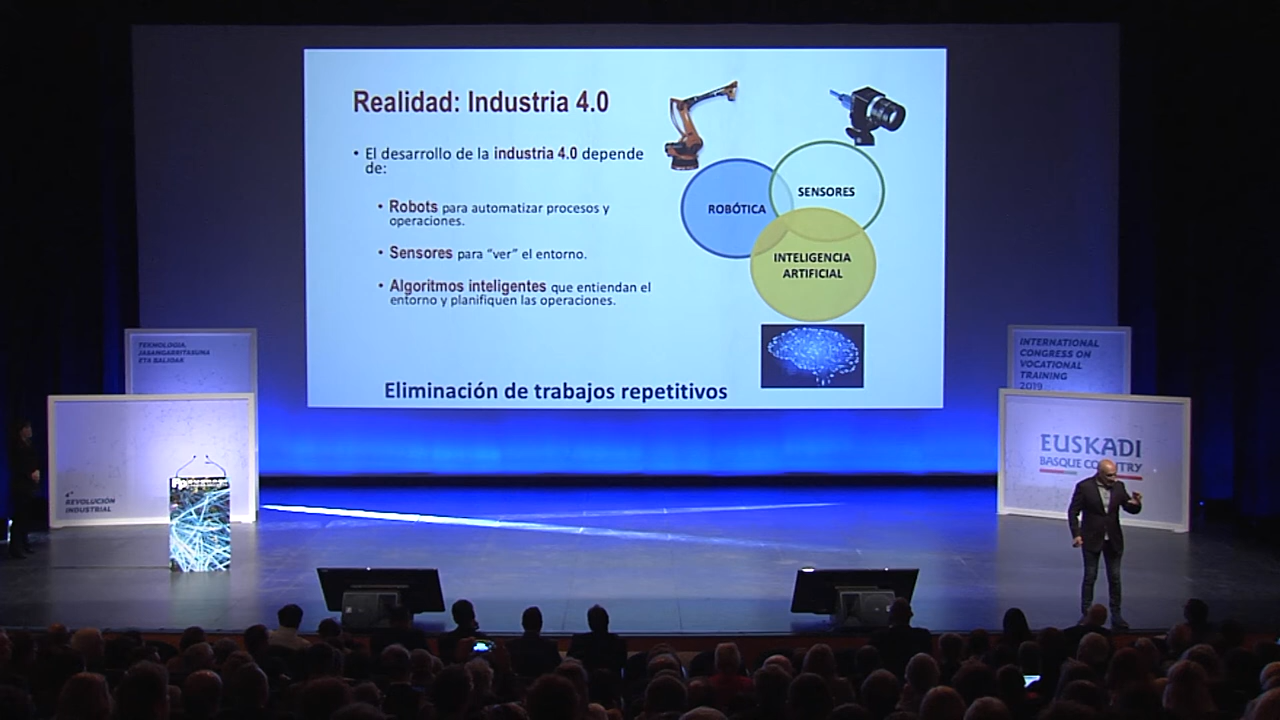 Realidad: Industria 4.0
• El desarrollo de la industria 4.0 depende
de:
• Robots para automatizar procesos y
operaciones.
• Sensores para “ver” el entorno.
• Algoritmos inteligentes que entiendan el
entorno y planifiquen las operaciones.
ROBÓTICA
SENSORES
INTELIGENCIA
ARTIFICIAL
Eliminación de trabajos repetitivos
TEKNOLOGIA,
JASANGARRITASUNA
ETA BALIOAK
4ª
REVOLUCIÓN
INDUSTRIAL
INTERNATIONAL
CONGRESS ON
VOCATIONAL
TRAINING
2019
EUSKADI
BASQUE COUNTRY